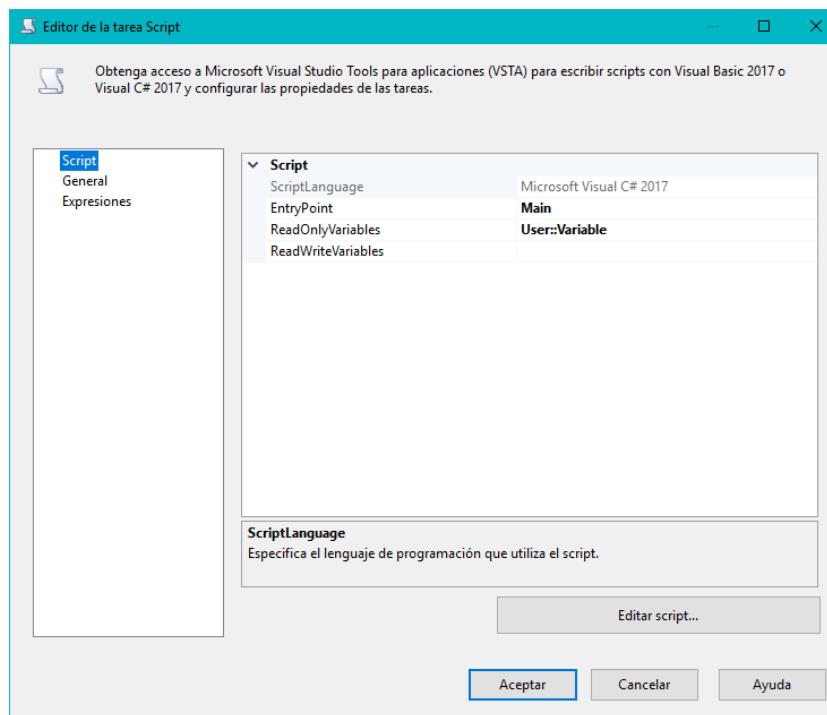 Editor de la tarea Script
Obtenga acceso a Microsoft Visual Studio Tools para aplicaciones (VSTA) para escribir scripts con Visual Basic 2017 o
Visual C# 2017 y configurar las propiedades de las tareas.
Script
General
Expresiones
Script
ScriptLanguage Microsoft Visual C# 2017
EntryPoint Main
ReadOnlyVariables User::Variable
ReadWriteVariables
ScriptLanguage
Especifica el lenguaje de programación que utiliza el script.
Editar script...
Aceptar Cancelar Ayuda